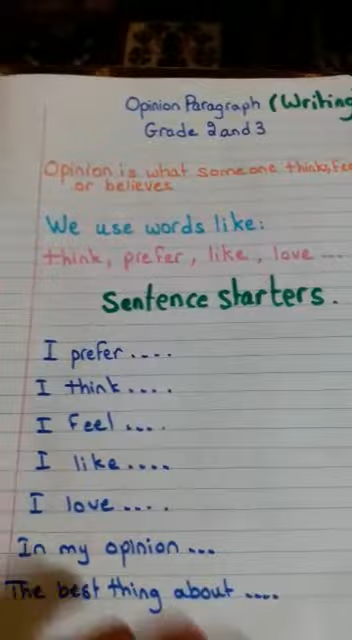 Opinion Paragraph (Writing
Grade 2 and 3
Opinion is what someone thinks, fee
or believes
We use words like:
think, prefer, like, love ....
Sentence starters.
I prefer....
I think....
I Feel ....
I like....
I love ....
In my opinion ...
The best thing about ....